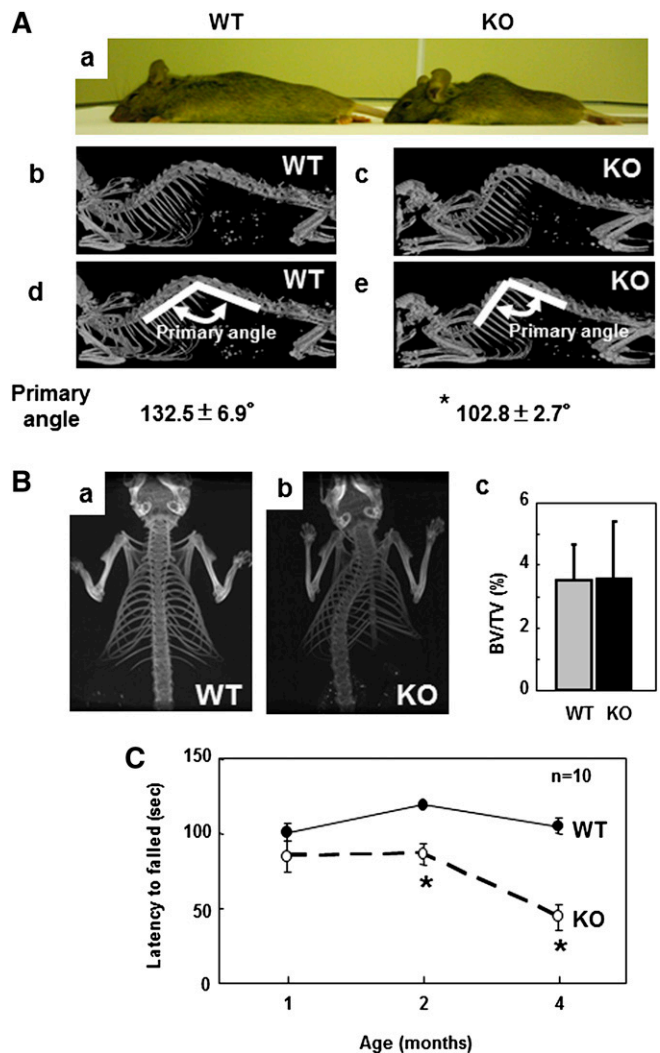 A
WT KO
a
b WT c KO
d WT e KO
Primary angle Primary angle
Primary
angle 132.5 ± 6.9° * 102.8 ± 2.7°
B
a WT b KO c
6
4
2
0
BV/TV (%)
WT KO
C
150
100
50
0
Latency to falled (sec)
n=10
WT
KO
*
*
1 2 4
Age (months)